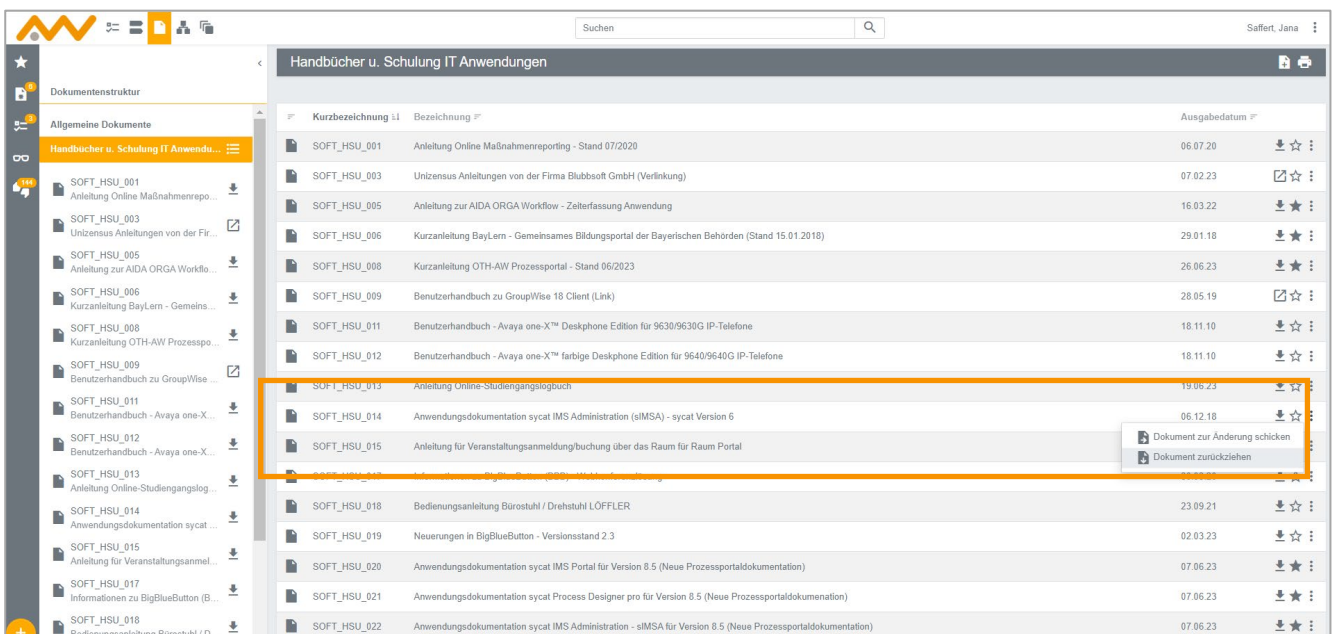 Suchen
Saffert, Jana
Handbücher u. Schulung IT Anwendungen
5
3
144
Dokumentenstruktur
Allgemeine Dokumente
Handbücher u. Schulung IT Anwendu...
SOFT_HSU_001
Anleitung Online Maßnahmenrepo...
SOFT_HSU_003
Unizensus Anleitungen von der Fir...
SOFT_HSU_005
Anleitung zur AIDA ORGA Workflo...
SOFT_HSU_006
Kurzanleitung BayLern - Gemeins...
SOFT_HSU_008
Kurzanleitung OTH-AW Prozesspo...
SOFT_HSU_009
Benutzerhandbuch zu GroupWise ...
SOFT_HSU_011
Benutzerhandbuch - Avaya one-X...
SOFT_HSU_012
Benutzerhandbuch - Avaya one-X...
SOFT_HSU_013
Anleitung Online-Studiengangslog...
SOFT_HSU_014
Anwendungsdokumentation sycat ...
SOFT_HSU_015
Anleitung für Veranstaltungsanmel...
SOFT_HSU_017
Informationen zu BigBlueButton (B...
SOFT_HSU_018
Bedienungsanleitung Bürostuhl / D...
Kurzbezeichnung Bezeichnung Ausgabedatum
SOFT_HSU_001 Anleitung Online Maßnahmenreporting - Stand 07/2020 06.07.20
SOFT_HSU_003 Unizensus Anleitungen von der Firma Blubbsoft GmbH (Verlinkung) 07.02.23
SOFT_HSU_005 Anleitung zur AIDA ORGA Workflow - Zeiterfassung Anwendung 16.03.22
SOFT_HSU_006 Kurzanleitung BayLern - Gemeinsames Bildungsportal der Bayerischen Behörden (Stand 15.01.2018) 29.01.18
SOFT_HSU_008 Kurzanleitung OTH-AW Prozessportal - Stand 06/2023 26.06.23
SOFT_HSU_009 Benutzerhandbuch zu GroupWise 18 Client (Link) 28.05.19
SOFT_HSU_011 Benutzerhandbuch - Avaya one-X™ Deskphone Edition für 9630/9630G IP-Telefone 18.11.10
SOFT_HSU_012 Benutzerhandbuch - Avaya one-X™ farbige Deskphone Edition für 9640/9640G IP-Telefone 18.11.10
SOFT_HSU_013 Anleitung Online-Studiengangslogbuch 19.06.23
SOFT_HSU_014 Anwendungsdokumentation sycat IMS Administration (sIMSA) - sycat Version 6 06.12.18
Dokument zur Änderung schicken
SOFT_HSU_015 Anleitung für Veranstaltungsanmeldung/buchung über das Raum für Raum Portal
Dokument zurückziehen
SOFT_HSU_017 Informationen zu BigBlueButton (BBB)
SOFT_HSU_018 Bedienungsanleitung Bürostuhl / Drehstuhl LÖFFLER 23.09.21
SOFT_HSU_019 Neuerungen in BigBlueButton - Versionsstand 2.3 02.03.23
SOFT_HSU_020 Anwendungsdokumentation sycat IMS Portal für Version 8.5 (Neue Prozessportaldokumentation) 07.06.23
SOFT_HSU_021 Anwendungsdokumentation sycat Process Designer pro für Version 8.5 (Neue Prozessportaldokumenation) 07.06.23
SOFT_HSU_022 Anwendungsdokumentation sycat IMS Administration - sIMSA für Version 8.5 (Neue Prozessportaldokumentation) 07.06.23